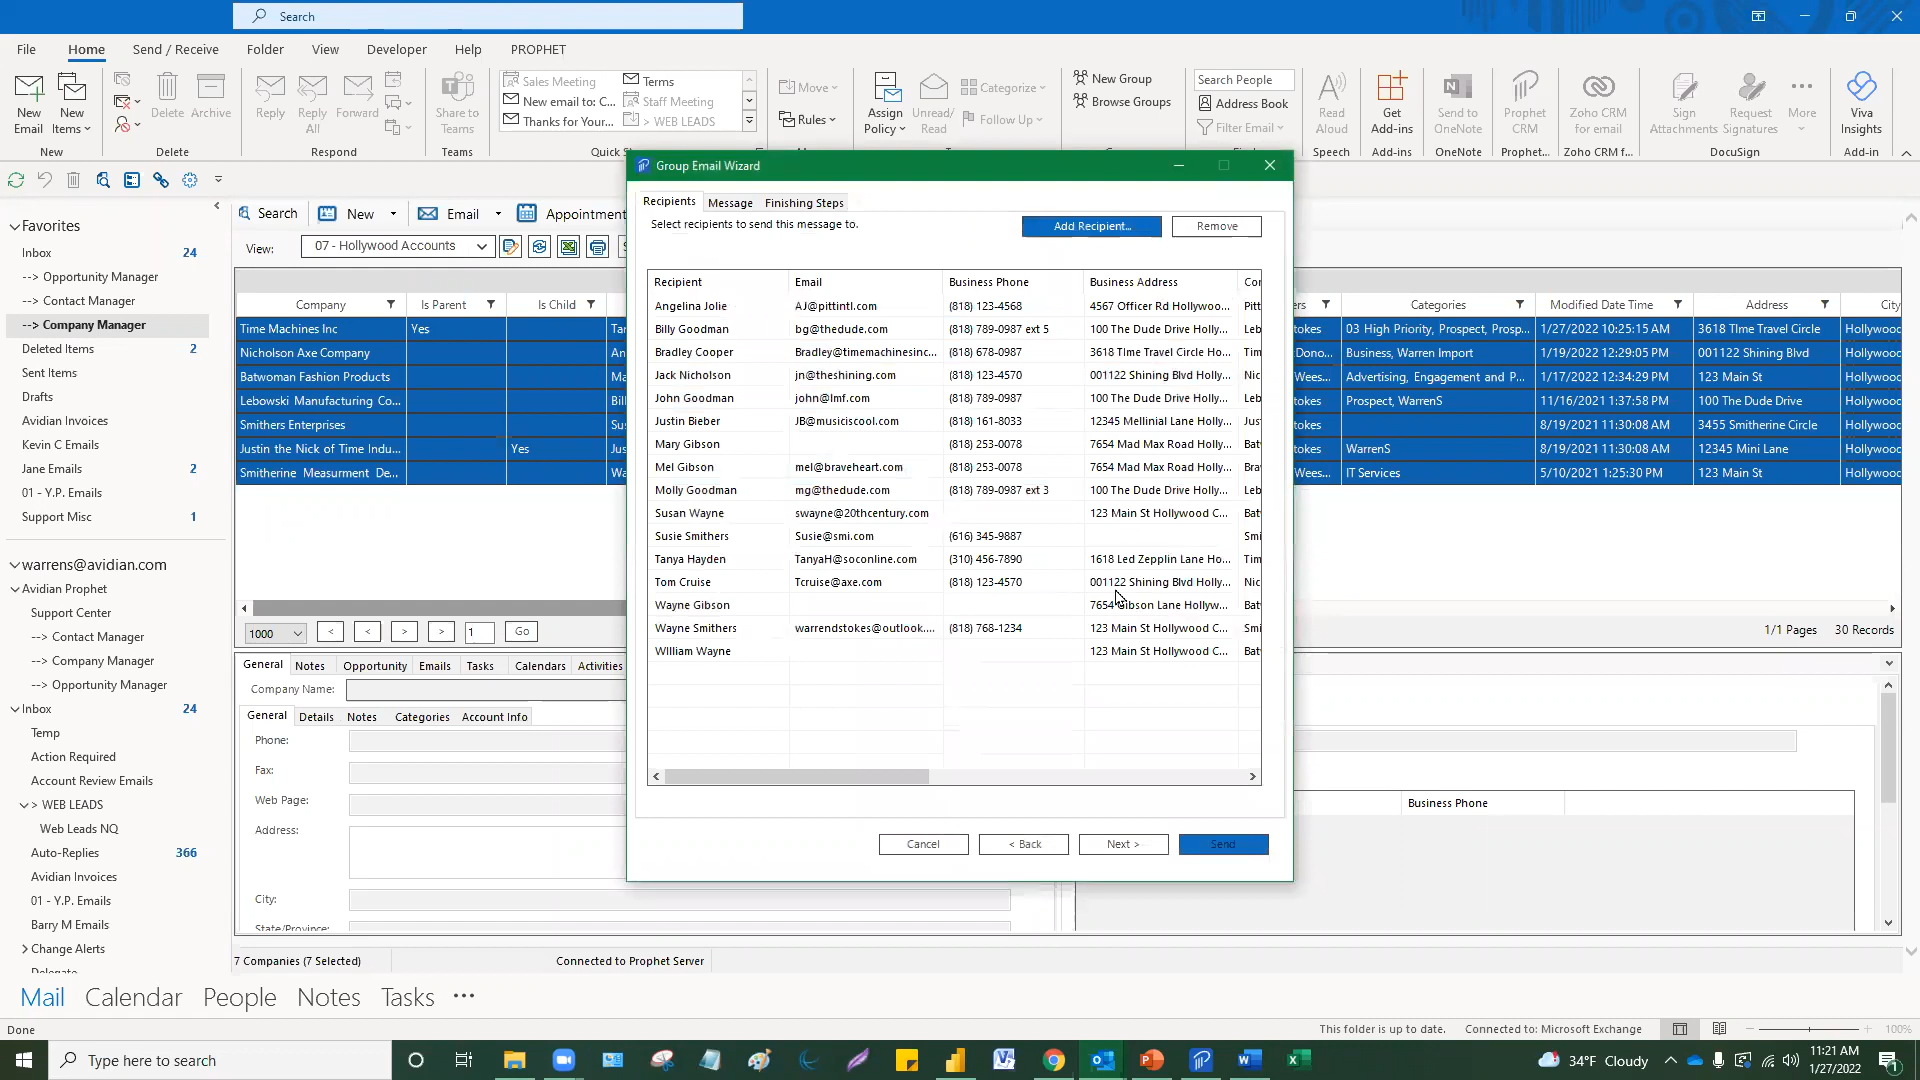 Search
File Home Send / Receive Folder View Developer Help PROPHET
New Email
New Items
Delete
Archive
Reply
Reply All
Forward
Share to Teams
Sales Meeting
New email to: C...
Thanks for Your...
Terms
Staff Meeting
> WEB LEADS
Move
Rules
Assign Policy
Unread/ Read
Categorize
Follow Up
New Group
Browse Groups
Search People
Address Book
Filter Email
Read Aloud
Get Add-ins
Send to OneNote
Prophet CRM
Zoho CRM for email
Sign Attachments
Request Signatures
More
Viva Insights
New Delete Respond Teams Speech Add-ins OneNote Prophet... Zoho CRM f... DocuSign Add-in
Favorites
Inbox 24
--> Opportunity Manager
--> Contact Manager
--> Company Manager
Deleted Items 2
Sent Items
Drafts
Avidian Invoices
Kevin C Emails
Jane Emails 2
01 - Y.P. Emails
Support Misc 1
warrens@avidian.com
Avidian Prophet
Support Center
--> Contact Manager
--> Company Manager
--> Opportunity Manager
Inbox 24
Temp
Action Required
Account Review Emails
> WEB LEADS
Web Leads NQ
Auto-Replies 366
Avidian Invoices
01 - Y.P. Emails
Barry M Emails
Change Alerts
Search New Email Appointment
View: 07 - Hollywood Accounts
Company Is Parent Is Child
Time Machines Inc Yes
Nicholson Axe Company
Batwoman Fashion Products
Lebowski Manufacturing Co...
Smithers Enterprises
Justin the Nick of Time Indu... Yes
Smitherine Measurment De...
Categories Modified Date Time Address City
03 High Priority, Prospect, Prosp... 1/27/2022 10:25:15 AM 3618 TIme Travel Circle Hollywood
Business, Warren Import 1/19/2022 12:29:05 PM 001122 Shining Blvd Hollywood
Advertising, Engagement and P... 1/17/2022 12:34:29 PM 123 Main St Hollywood
Prospect, WarrenS 11/16/2021 1:37:58 PM 100 The Dude Drive Hollywood
8/19/2021 11:30:08 AM 3455 Smitherine Circle Hollywood
WarrenS 8/19/2021 11:30:08 AM 12345 Mini Lane Hollywood
IT Services 5/10/2021 1:25:30 PM 123 Main St Hollywood
1000 < < > > 1 Go
1/1 Pages 30 Records
General Notes Opportunity Emails Tasks Calendars Activities
Company Name:
General Details Notes Categories Account Info
Phone:
Fax:
Web Page:
Address:
City:
State/Province:
Business Phone
Group Email Wizard
Recipients Message Finishing Steps
Select recipients to send this message to.
Add Recipient... Remove
Recipient Email Business Phone Business Address
Angelina Jolie AJ@pittintl.com (818) 123-4568 4567 Officer Rd Hollywoo... Pitt
Billy Goodman bg@thedude.com (818) 789-0987 ext 5 100 The Dude Drive Holly... Leb
Bradley Cooper Bradley@timemachinesinc... (818) 678-0987 3618 TIme Travel Circle Ho... Tim
Jack Nicholson jn@theshining.com (818) 123-4570 001122 Shining Blvd Holly... Nic
John Goodman john@lmf.com (818) 789-0987 100 The Dude Drive Holly... Leb
Justin Bieber JB@musiciscool.com (818) 161-8033 12345 Mellinial Lane Holly... Jus
Mary Gibson (818) 253-0078 7654 Mad Max Road Holly... Bat
Mel Gibson mel@braveheart.com (818) 253-0078 7654 Mad Max Road Holly... Bra
Molly Goodman mg@thedude.com (818) 789-0987 ext 3 100 The Dude Drive Holly... Leb
Susan Wayne swayne@20thcentury.com 123 Main St Hollywood C... Bat
Susie Smithers Susie@smi.com (616) 345-9887 Smi
Tanya Hayden TanyaH@soconline.com (310) 456-7890 1618 Led Zepplin Lane Ho... Tim
Tom Cruise Tcruise@axe.com (818) 123-4570 001122 Shining Blvd Holly... Nic
Wayne Gibson 7654 Gibson Lane Hollyw... Bat
Wayne Smithers warrendstokes@outlook.... (818) 768-1234 123 Main St Hollywood C... Smi
WIlliam Wayne 123 Main St Hollywood C... Bat
Cancel < Back Next > Send
7 Companies (7 Selected) Connected to Prophet Server
Mail Calendar People Notes Tasks ...
Done This folder is up to date. Connected to: Microsoft Exchange 100%
Type here to search 34°F Cloudy 11:21 AM
1/27/2022